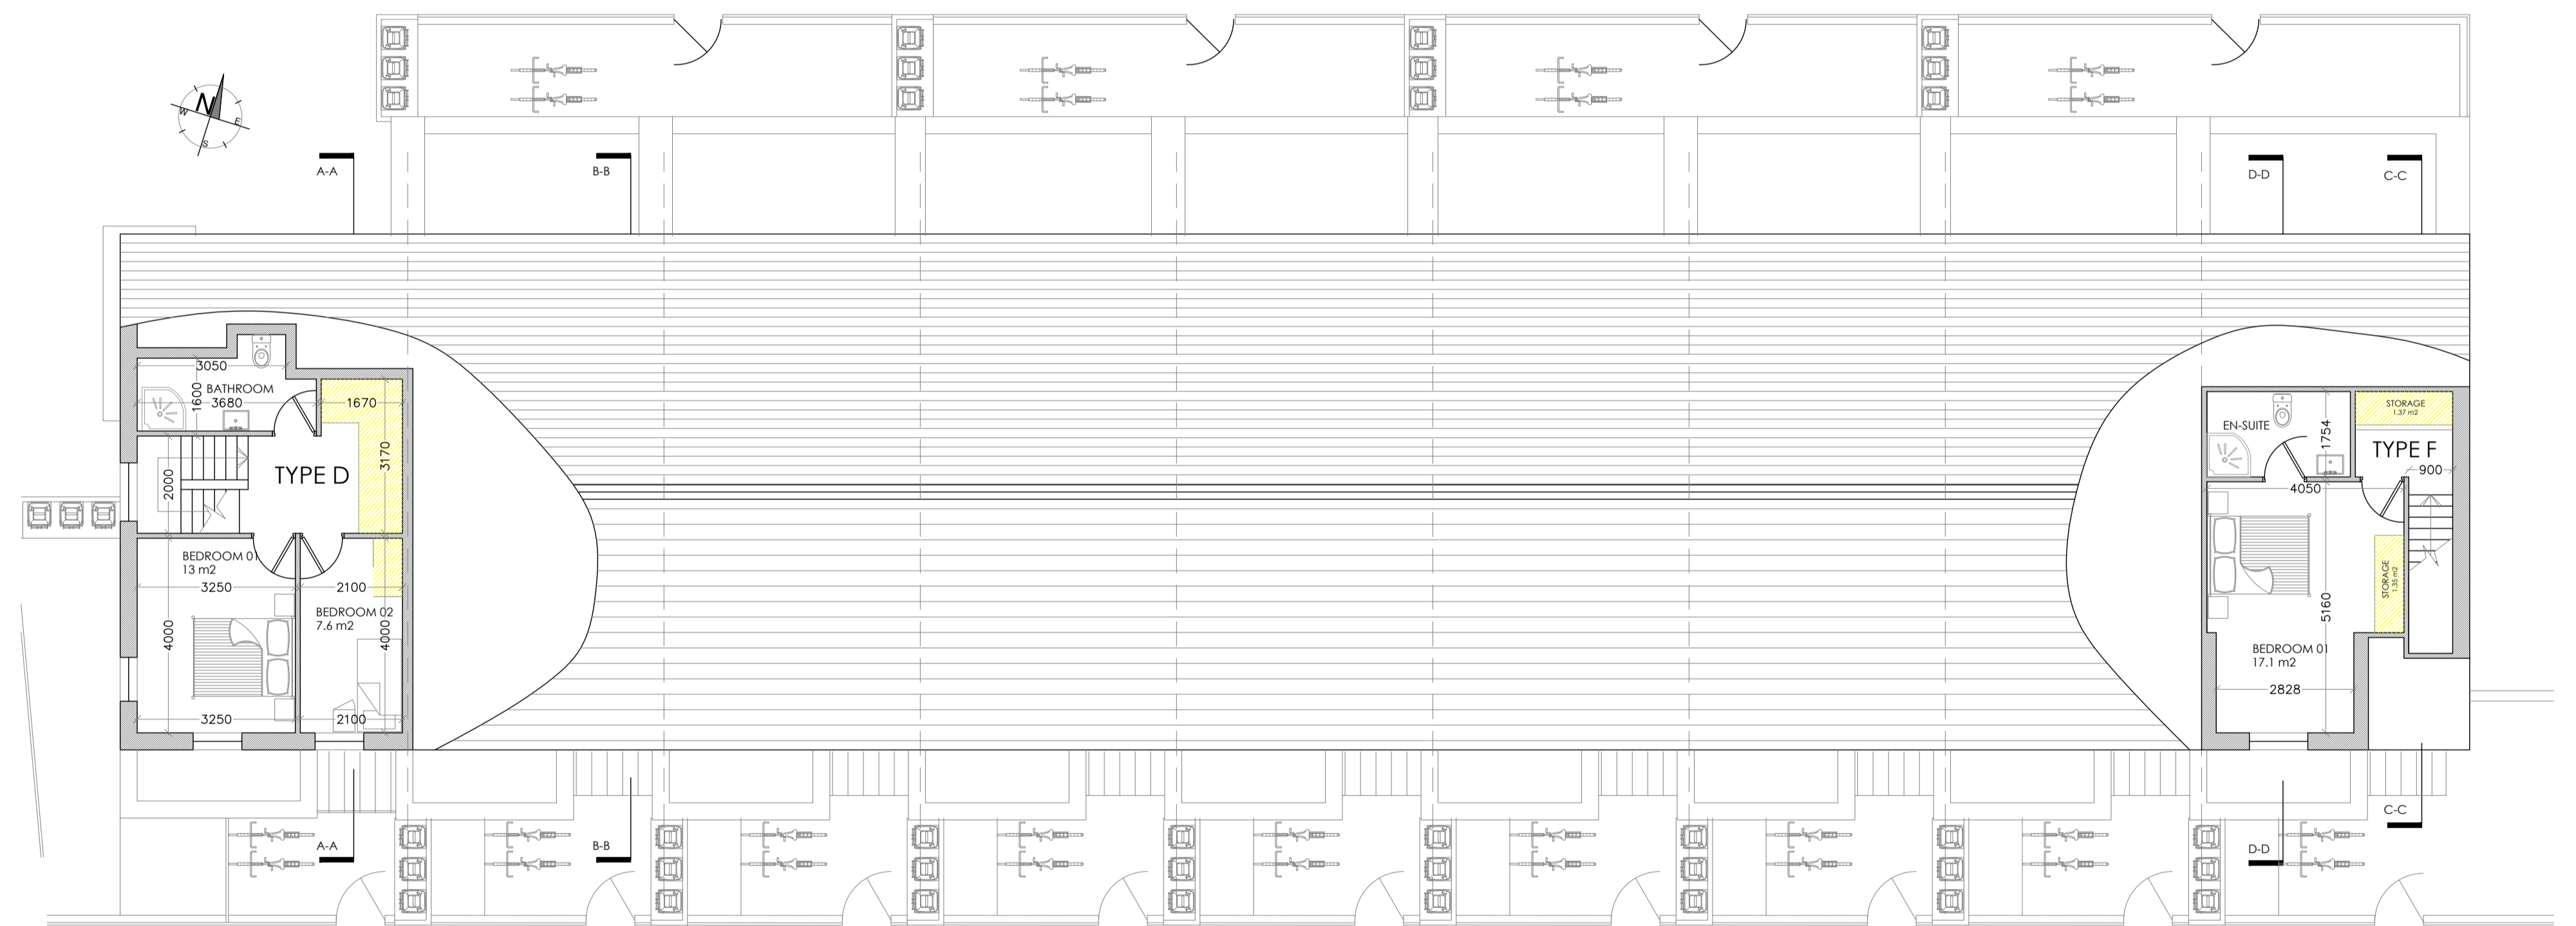 N
W
E
S
A-A
B-B
D-D
C-C
3050
1600
BATHROOM
3680
1670
3170
2000
TYPE D
BEDROOM 01
13 m2
3250
2100
BEDROOM 02
7.6 m2
4000
4000
3250
2100
STORAGE
1.37 m2
EN-SUITE
1754
TYPE F
900
4050
STORAGE
1.35 m2
5160
BEDROOM 01
17.1 m2
2828
A-A
B-B
D-D
C-C